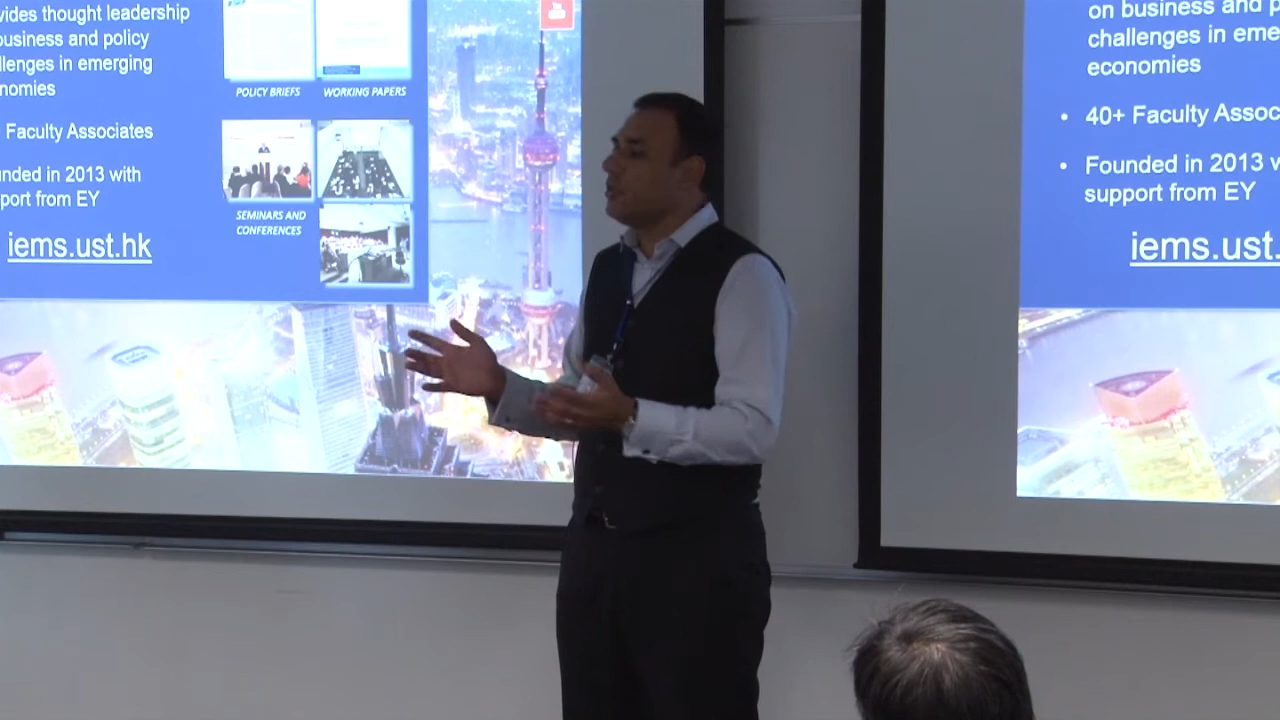 vides thought leadership
business and policy
llenges in emerging
nomies
Faculty Associates
unded in 2013 with
port from EY
iems.ust.hk
POLICY BRIEFS
WORKING PAPERS
SEMINARS AND
CONFERENCES
on business and p
challenges in eme
economies
• 40+ Faculty Assoc
• Founded in 2013 w
support from EY
iems.ust.